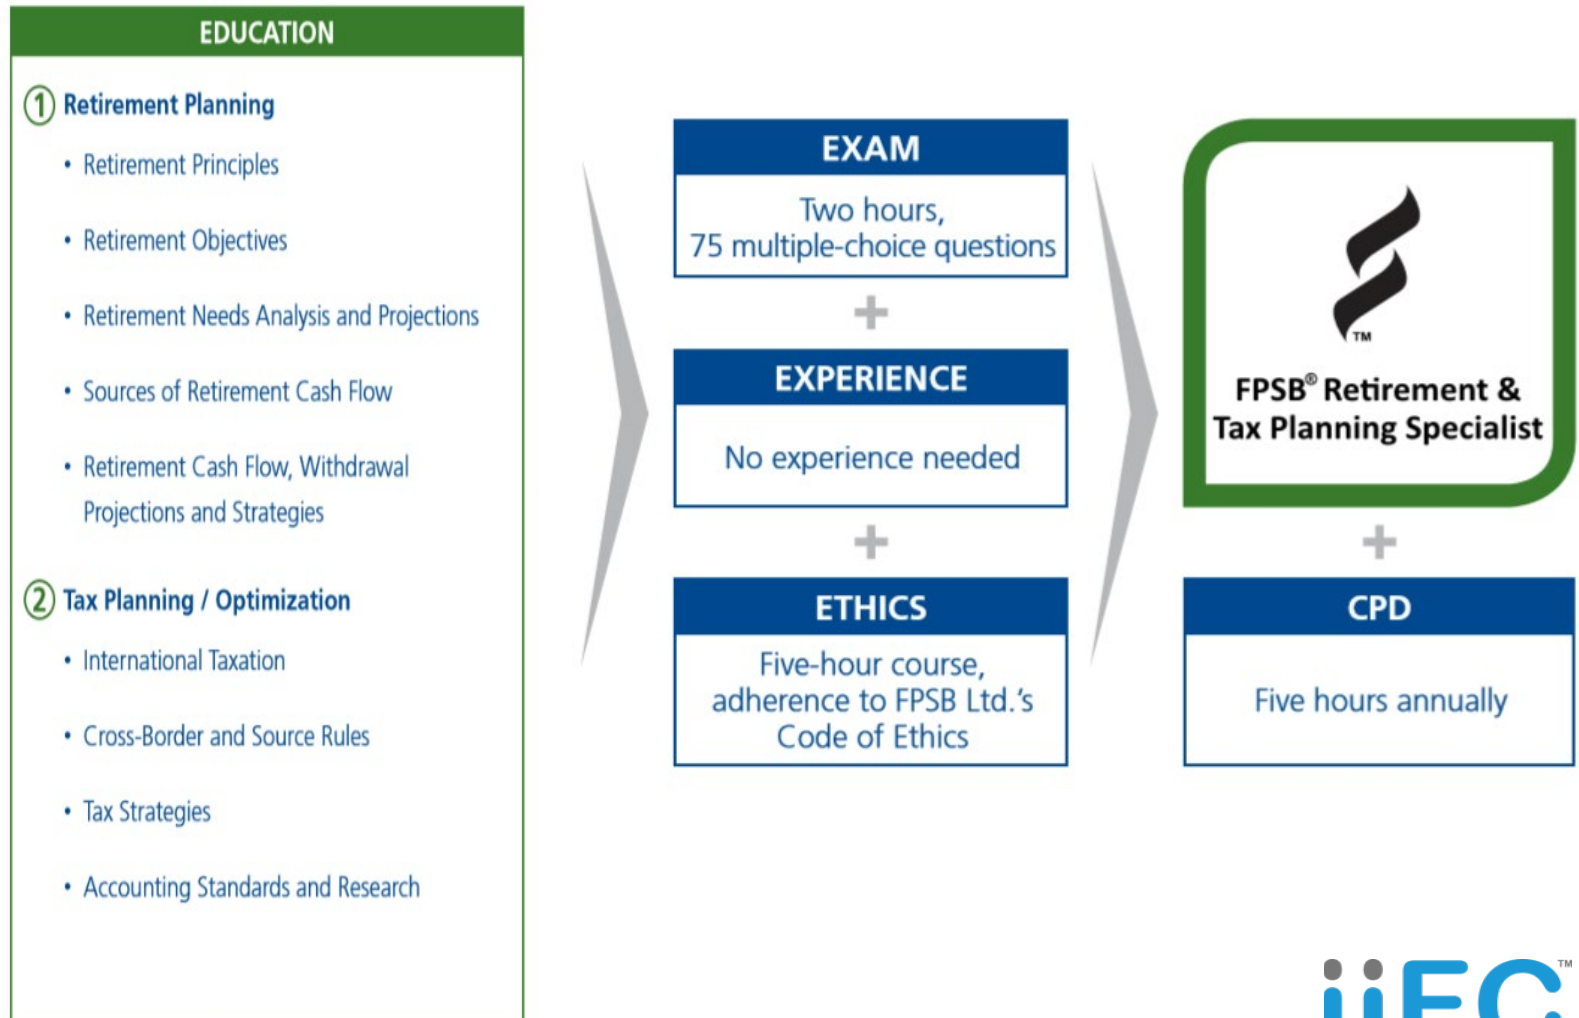 EDUCATION
① Retirement Planning
• Retirement Principles
• Retirement Objectives
• Retirement Needs Analysis and Projections
• Sources of Retirement Cash Flow
• Retirement Cash Flow, Withdrawal
Projections and Strategies
② Tax Planning / Optimization
• International Taxation
• Cross-Border and Source Rules
• Tax Strategies
• Accounting Standards and Research
EXAM
Two hours,
75 multiple-choice questions
+
EXPERIENCE
No experience needed
+
ETHICS
Five-hour course,
adherence to FPSB Ltd.'s
Code of Ethics
TM
FPSB® Retirement &
Tax Planning Specialist
+
CPD
Five hours annually
iiFC™